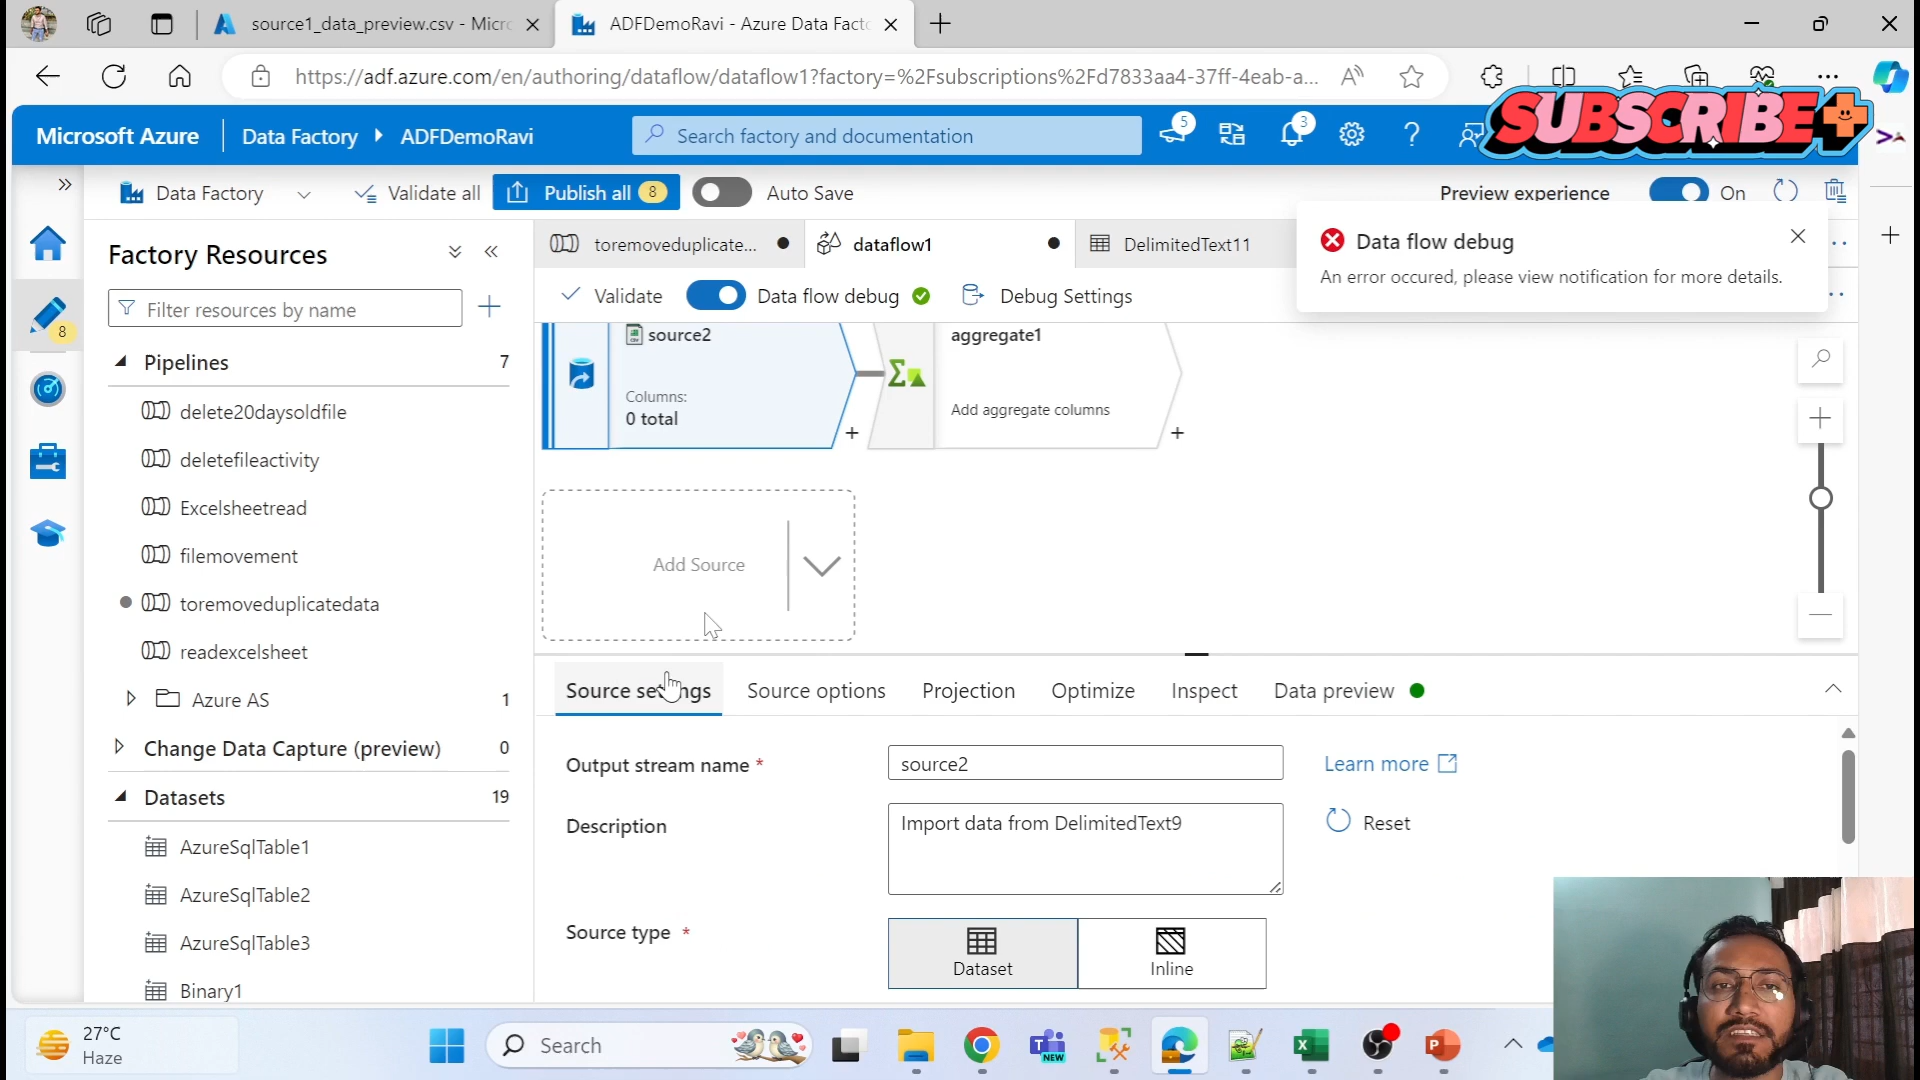 source1_data_preview.csv - Micr
ADFDemoRavi - Azure Data Fact
https://adf.azure.com/en/authoring/dataflow/dataflow1?factory=%2Fsubscriptions%2Fd7833aa4-37ff-4eab-a...
Microsoft Azure
Data Factory
ADFDemoRavi
Search factory and documentation
5
3
SUBSCRIBE
Data Factory
Validate all
Publish all
8
Auto Save
Preview experience
On
Factory Resources
toremoveduplicate...
dataflow1
DelimitedText11
Data flow debug
An error occured, please view notification for more details.
Filter resources by name
8
Validate
Data flow debug
Debug Settings
Pipelines
7
delete20daysoldfile
deletefileactivity
Excelsheetread
filemovement
toremoveduplicatedata
readexcelsheet
Azure AS
1
Change Data Capture (preview)
0
Datasets
19
AzureSqlTable1
AzureSqlTable2
AzureSqlTable3
Binary1
source2
Columns:
0 total
aggregate1
Add aggregate columns
Add Source
Source settings
Source options
Projection
Optimize
Inspect
Data preview
Output stream name *
source2
Learn more
Description
Import data from DelimitedText9
Reset
Source type *
Dataset
Inline
27°C
Haze
Search
NEW